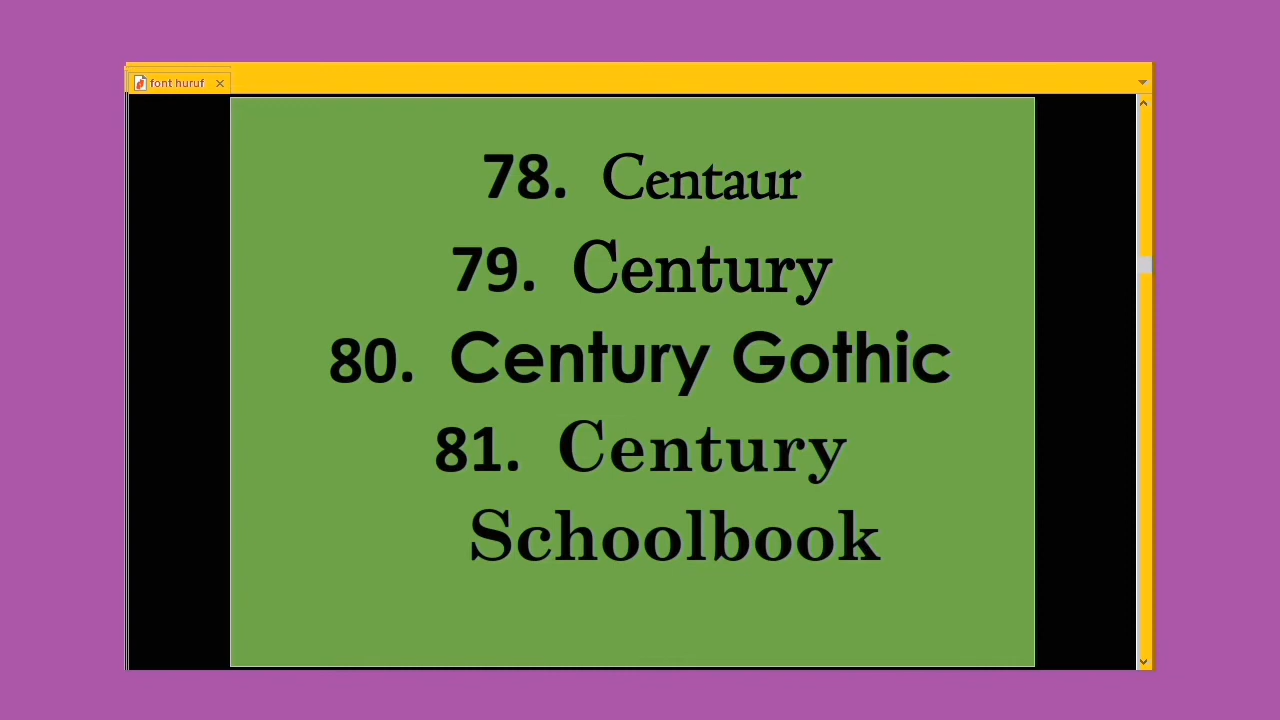 font huruf
78. Centaur
79. Century
80. Century Gothic
81. Century
Schoolbook